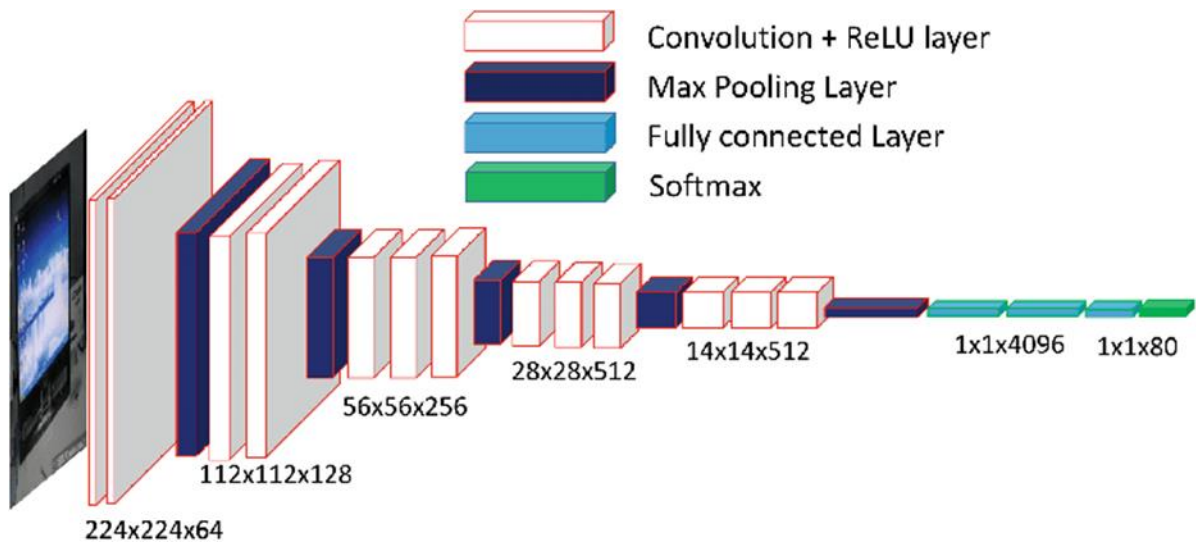 Convolution + ReLU layer
Max Pooling Layer
Fully connected Layer
Softmax
224x224x64
112x112x128
56x56x256
28x28x512
14x14x512
1x1x4096
1x1x80